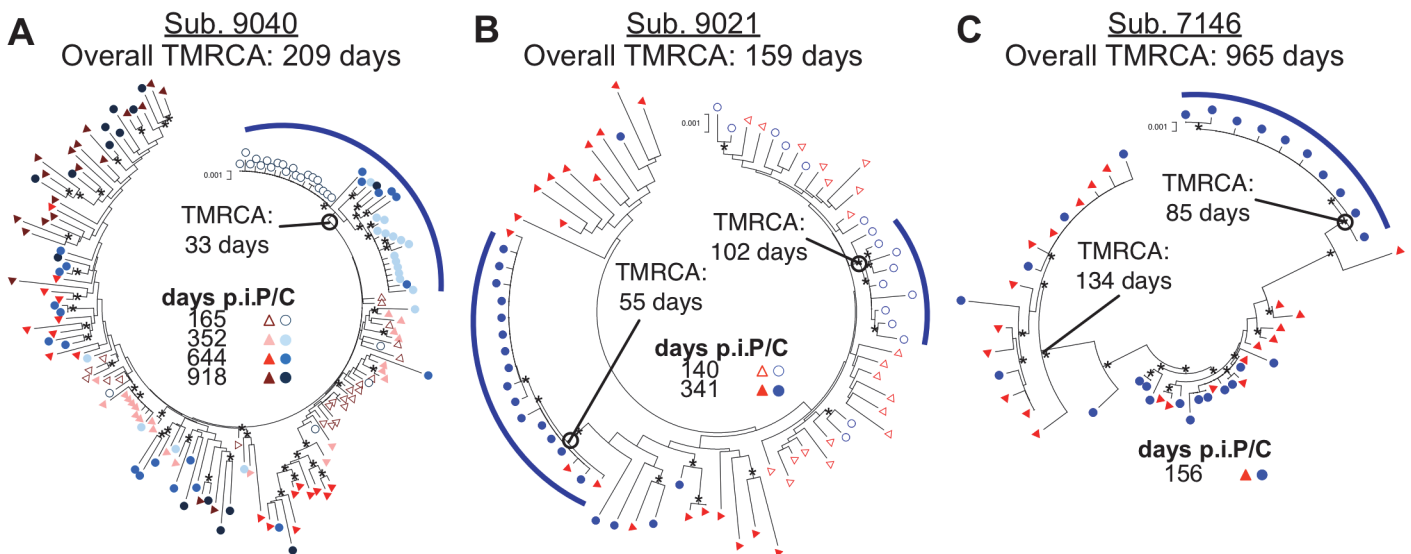 A
Sub. 9040
Overall TMRCA: 209 days
0.001
TMRCA:
33 days
days p.i.P/C
165
352
644
918
B
Sub. 9021
Overall TMRCA: 159 days
0.001
TMRCA:
102 days
TMRCA:
55 days
days p.i.P/C
140
341
C
Sub. 7146
Overall TMRCA: 965 days
0.001
TMRCA:
85 days
TMRCA:
134 days
days p.i.P/C
156